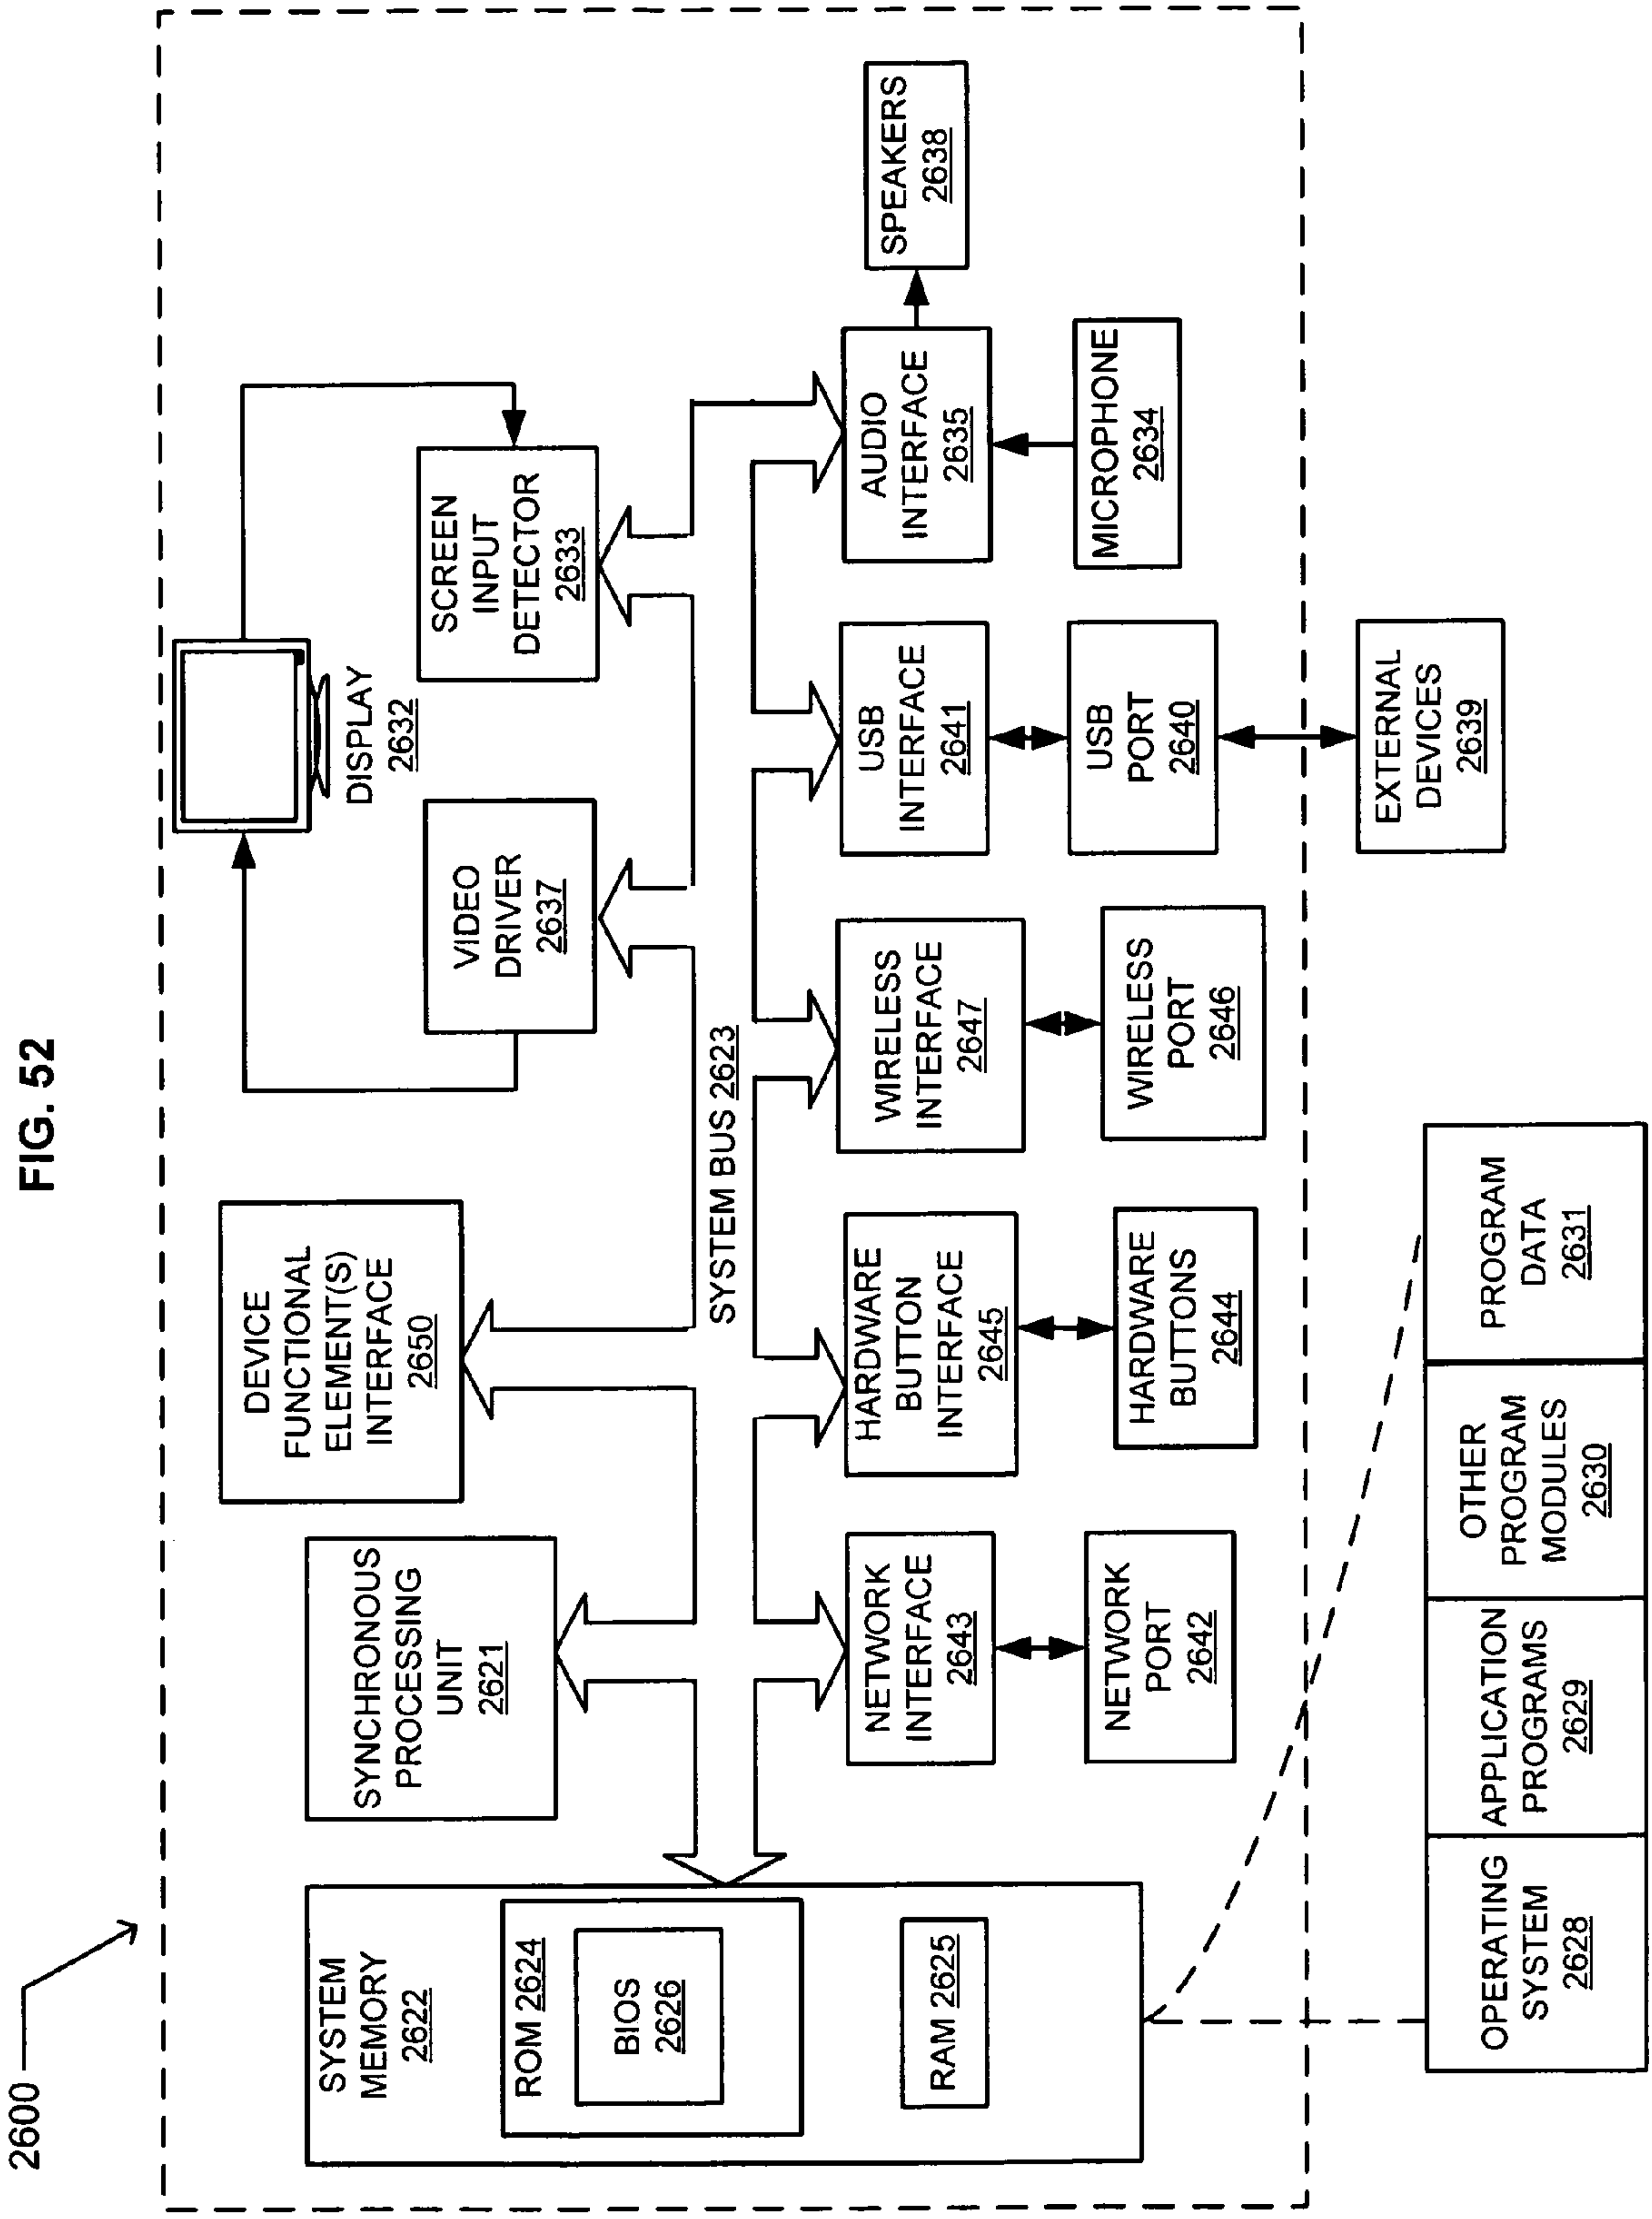 FIG. 52
2600
SYSTEM
MEMORY
2622
ROM 2624
BIOS
2626
RAM 2625
SYNCHRONOUS
PROCESSING
UNIT
2621
DEVICE
FUNCTIONAL
ELEMENT(S)
INTERFACE
2650
VIDEO
DRIVER
2637
DISPLAY
2632
SCREEN
INPUT
DETECTOR
2633
SYSTEM BUS 2623
NETWORK
INTERFACE
2643
HARDWARE
BUTTON
INTERFACE
2645
WIRELESS
INTERFACE
2647
USB
INTERFACE
2641
AUDIO
INTERFACE
2635
SPEAKERS
2638
NETWORK
PORT
2642
HARDWARE
BUTTONS
2644
WIRELESS
PORT
2646
USB
PORT
2640
MICROPHONE
2634
EXTERNAL
DEVICES
2639
OPERATING
SYSTEM
2628
APPLICATION
PROGRAMS
2629
OTHER
PROGRAM
MODULES
2630
PROGRAM
DATA
2631